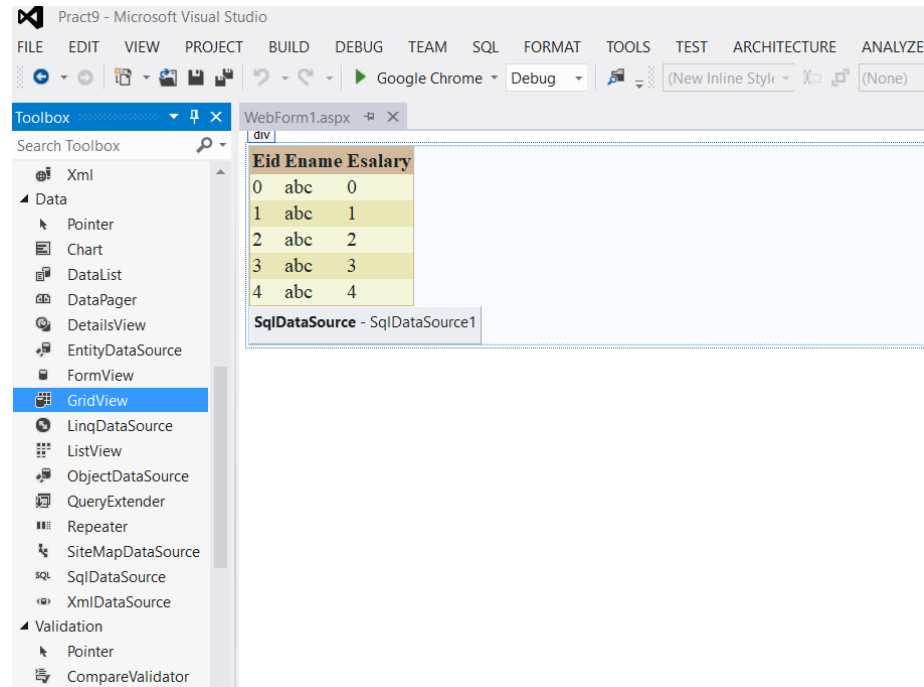 Pract9 - Microsoft Visual Studio
FILE EDIT VIEW PROJECT BUILD DEBUG TEAM SQL FORMAT TOOLS TEST ARCHITECTURE ANALYZE
Google Chrome Debug (New Inline Style (None)
Toolbox
WebForm1.aspx
Search Toolbox
div
Xml
Data
Pointer
Chart
DataList
DataPager
DetailsView
EntityDataSource
FormView
GridView
LinqDataSource
ListView
ObjectDataSource
QueryExtender
Repeater
SiteMapDataSource
SQL SqlDataSource
XmlDataSource
Validation
Pointer
CompareValidator
Eid Ename Esalary
0 abc 0
1 abc 1
2 abc 2
3 abc 3
4 abc 4
SqlDataSource - SqlDataSource1